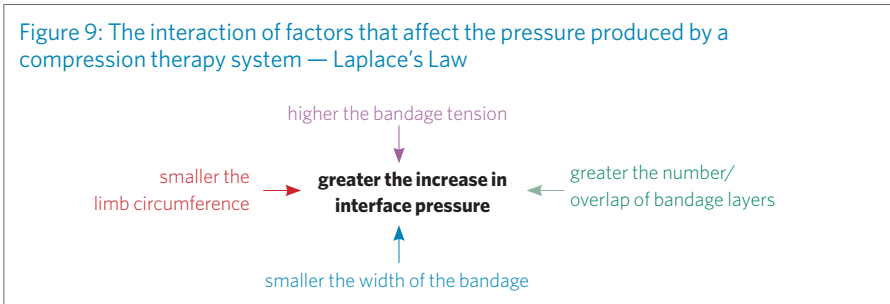 Figure 9: The interaction of factors that affect the pressure produced by a
compression therapy system — Laplace’s Law
higher the bandage tension
smaller the
limb circumference
greater the increase in
interface pressure
greater the number/
overlap of bandage layers
smaller the width of the bandage